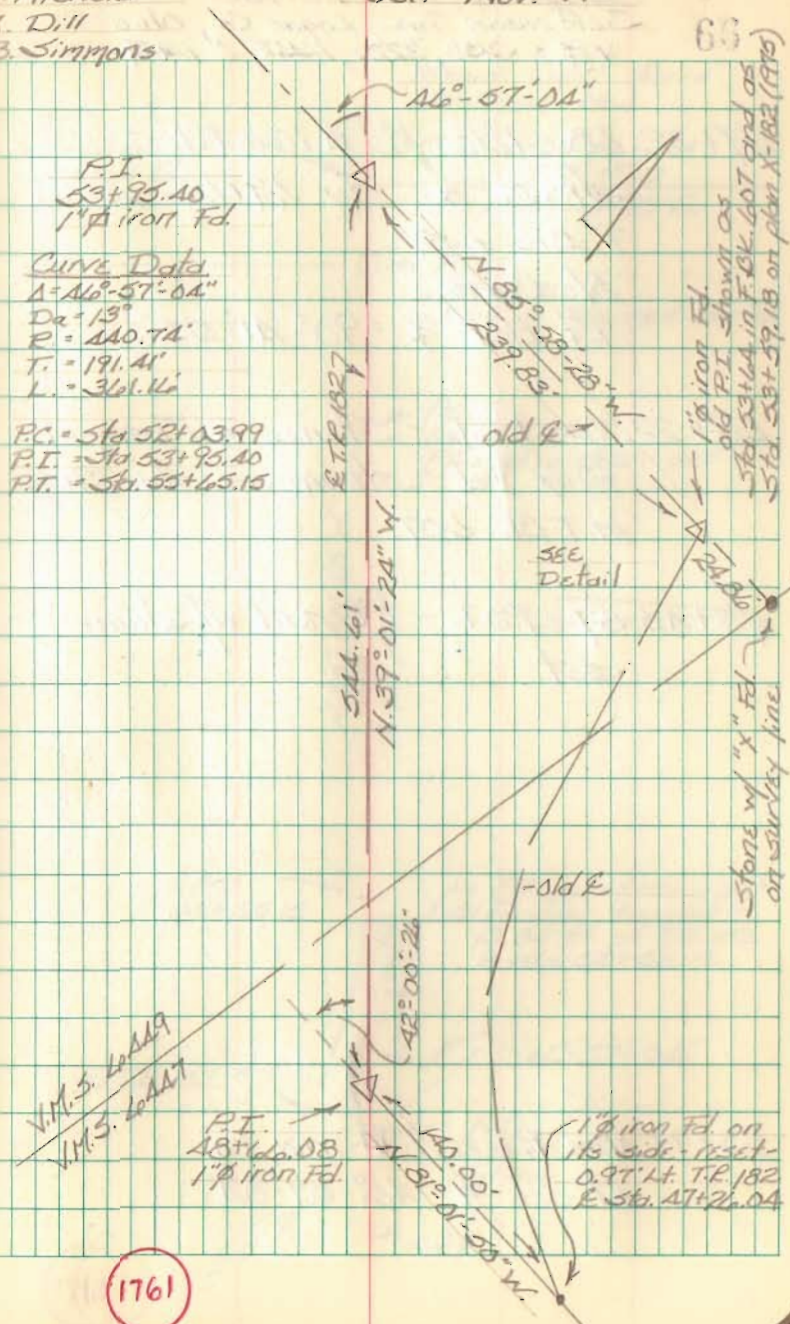 J. Dill
B. Simmons
66
46°-57'-04"
P.I.
53+95.40
1"ø iron Fd.
Curve Data
Δ=46°-57'-04"
Da=13°
R= 440.74'
T.= 191.41'
L.= 361.16'
P.C.= Sta 52+03.99
P.I.= Sta 53+95.40
P.T.= Sta. 55+65.15
N. 85°-58'-28" W.
239.83'
old ℄
℄ T.R. 182
1"ø iron Fd.
old P.I. shown as
Sta 53+64 in F.BK. 607 and as
Sta. 53+59.18 on plan X-182 (1975)
SEE
Detail
24.86'
544.61'
N. 39°-01'-24" W.
Stone w/ "X" Fd.
on survey line
old ℄
42°-00'-26"
V.M.S. 6449
V.M.S. 6447
P.I.
48+66.08
1"ø iron Fd.
140.00'
N. 81°-01'-50" W.
1"ø iron Fd. on
its side-reset-
0.97' Lt. T.R. 182
℄ Sta. 47+26.04
1761